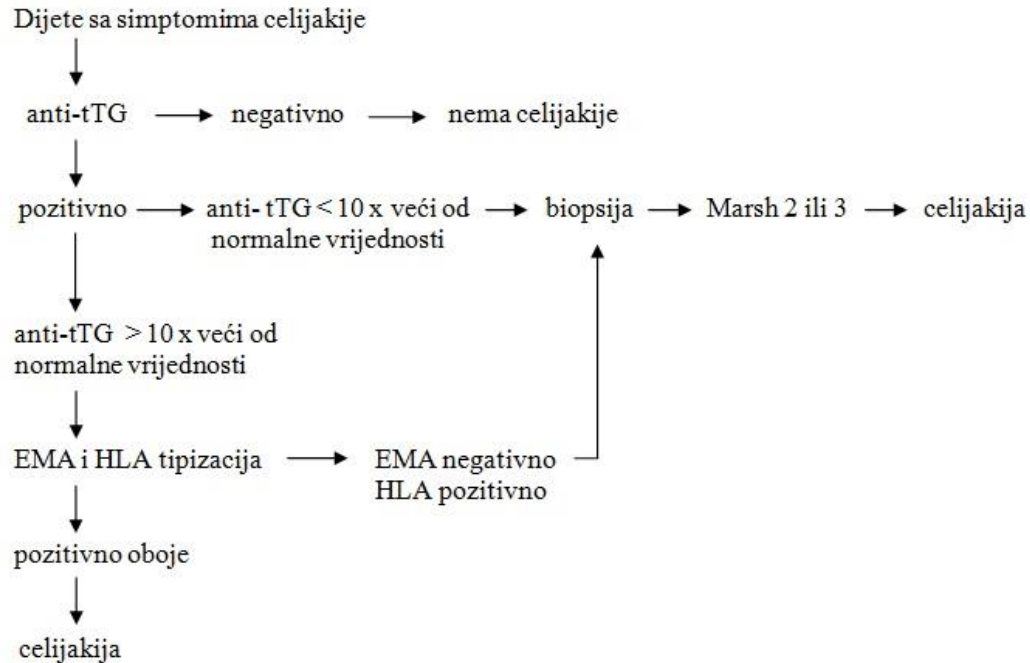 Dijete sa simptomima celijakije
anti-tTG negativno nema celijakije
pozitivno anti- tTG < 10 x veći od biopsija Marsh 2 ili 3 celijakija
normalne vrijednosti
anti-tTG > 10 x veći od
normalne vrijednosti
EMA i HLA tipizacija EMA negativno
HLA pozitivno
pozitivno oboje
celijakija